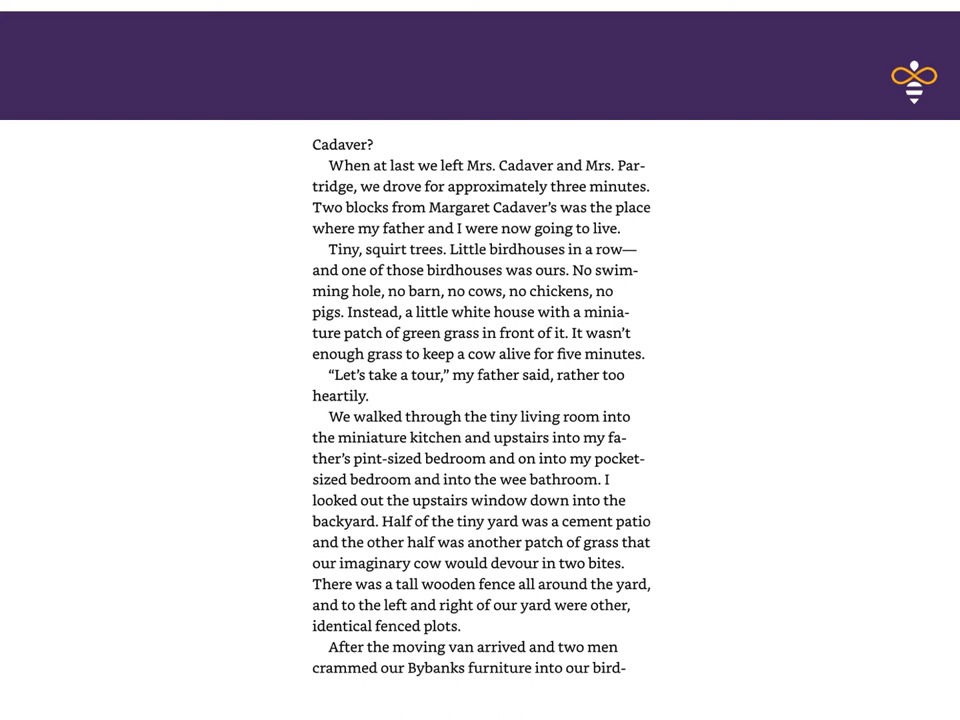 Cadaver?
When at last we left Mrs. Cadaver and Mrs. Par-
tridge, we drove for approximately three minutes.
Two blocks from Margaret Cadaver’s was the place
where my father and I were now going to live.
Tiny, squirt trees. Little birdhouses in a row—
and one of those birdhouses was ours. No swim-
ming hole, no barn, no cows, no chickens, no
pigs. Instead, a little white house with a minia-
ture patch of green grass in front of it. It wasn’t
enough grass to keep a cow alive for five minutes.
“Let’s take a tour,” my father said, rather too
heartily.
We walked through the tiny living room into
the miniature kitchen and upstairs into my fa-
ther’s pint-sized bedroom and on into my pocket-
sized bedroom and into the wee bathroom. I
looked out the upstairs window down into the
backyard. Half of the tiny yard was a cement patio
and the other half was another patch of grass that
our imaginary cow would devour in two bites.
There was a tall wooden fence all around the yard,
and to the left and right of our yard were other,
identical fenced plots.
After the moving van arrived and two men
crammed our Bybanks furniture into our bird-